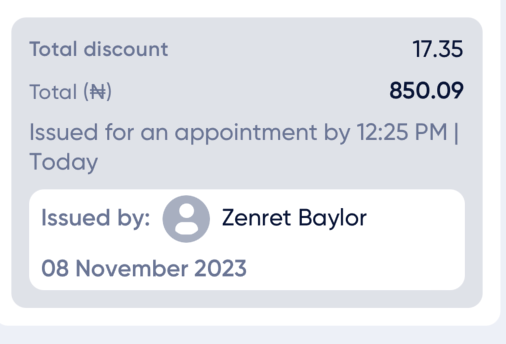 Total discount 17.35
Total (₦) 850.09
Issued for an appointment by 12:25 PM |
Today
Issued by: Zenret Baylor
08 November 2023